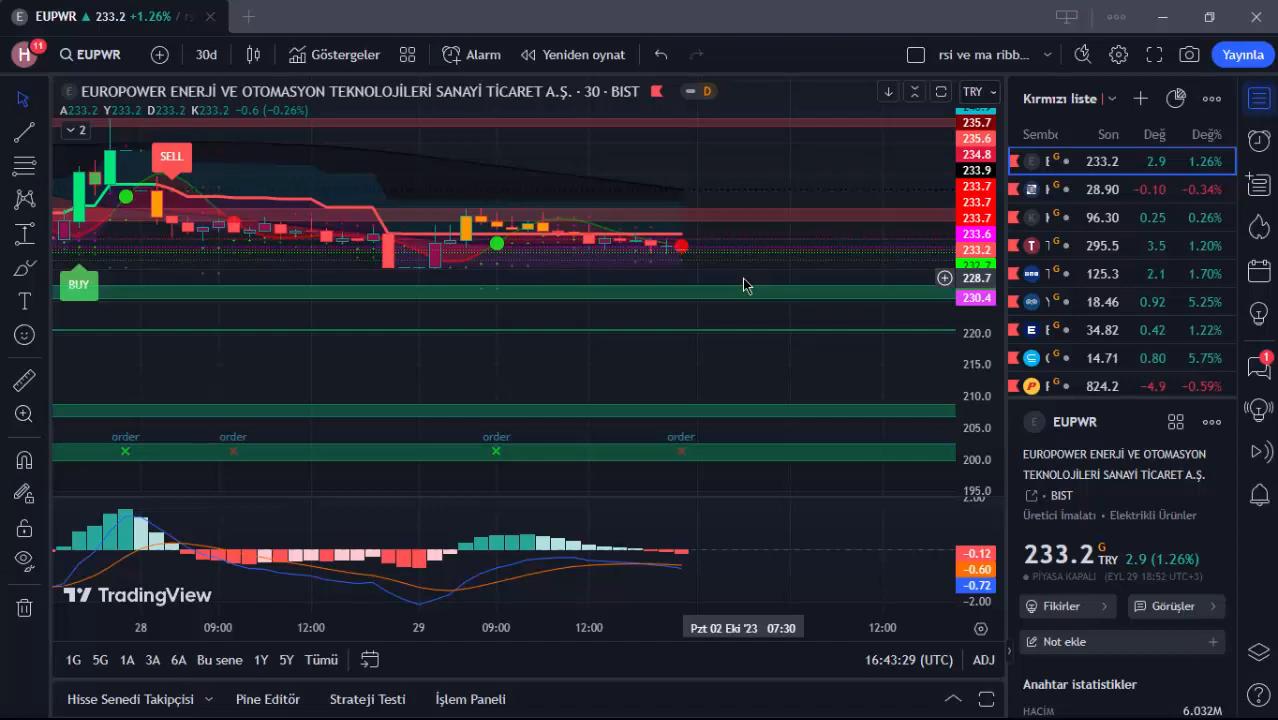 EUPWR ▲ 233.2 +1.26% / rs
H 11 EUPWR 30d Göstergeler Alarm Yeniden oynat rsi ve ma ribb... Yayınla
E EUROPOWER ENERJİ VE OTOMASYON TEKNOLOJİLERİ SANAYİ TİCARET A.Ş. · 30 · BIST D TRY
A233.2 Y233.2 D233.2 K233.2 −0.6 (−0.26%)
2
SELL
BUY
235.7
235.6
234.8
233.9
233.7
233.7
233.7
233.6
233.2
228.7
230.4
220.0
215.0
210.0
205.0
200.0
195.0
order order order order
2.00
−0.12
−0.60
−0.72
−2.00
TradingView
28 09:00 12:00 29 09:00 12:00 Pzt 02 Eki '23 07:30 12:00
1G 5G 1A 3A 6A Bu sene 1Y 5Y Tümü 16:43:29 (UTC) ADJ
Hisse Senedi Takipçisi Pine Editör Strateji Testi İşlem Paneli
Kırmızı liste
Sembo Son Değ Değ%
E G 233.2 2.9 1.26%
G 28.90 −0.10 −0.34%
K G 96.30 0.25 0.26%
T G 295.5 3.5 1.20%
G 125.3 2.1 1.70%
G 18.46 0.92 5.25%
E G 34.82 0.42 1.22%
G 14.71 0.80 5.75%
P G 824.2 −4.9 −0.59%
1
E EUPWR
EUROPOWER ENERJİ VE OTOMASYON
TEKNOLOJİLERİ SANAYİ TİCARET A.Ş.
• BIST
Üretici İmalatı • Elektrikli Ürünler
233.2 G TRY 2.9 (1.26%)
PİYASA KAPALI (EYL 29 18:52 UTC+3)
Fikirler Görüşler
Not ekle
Anahtar istatistikler
HACİM 6.032M